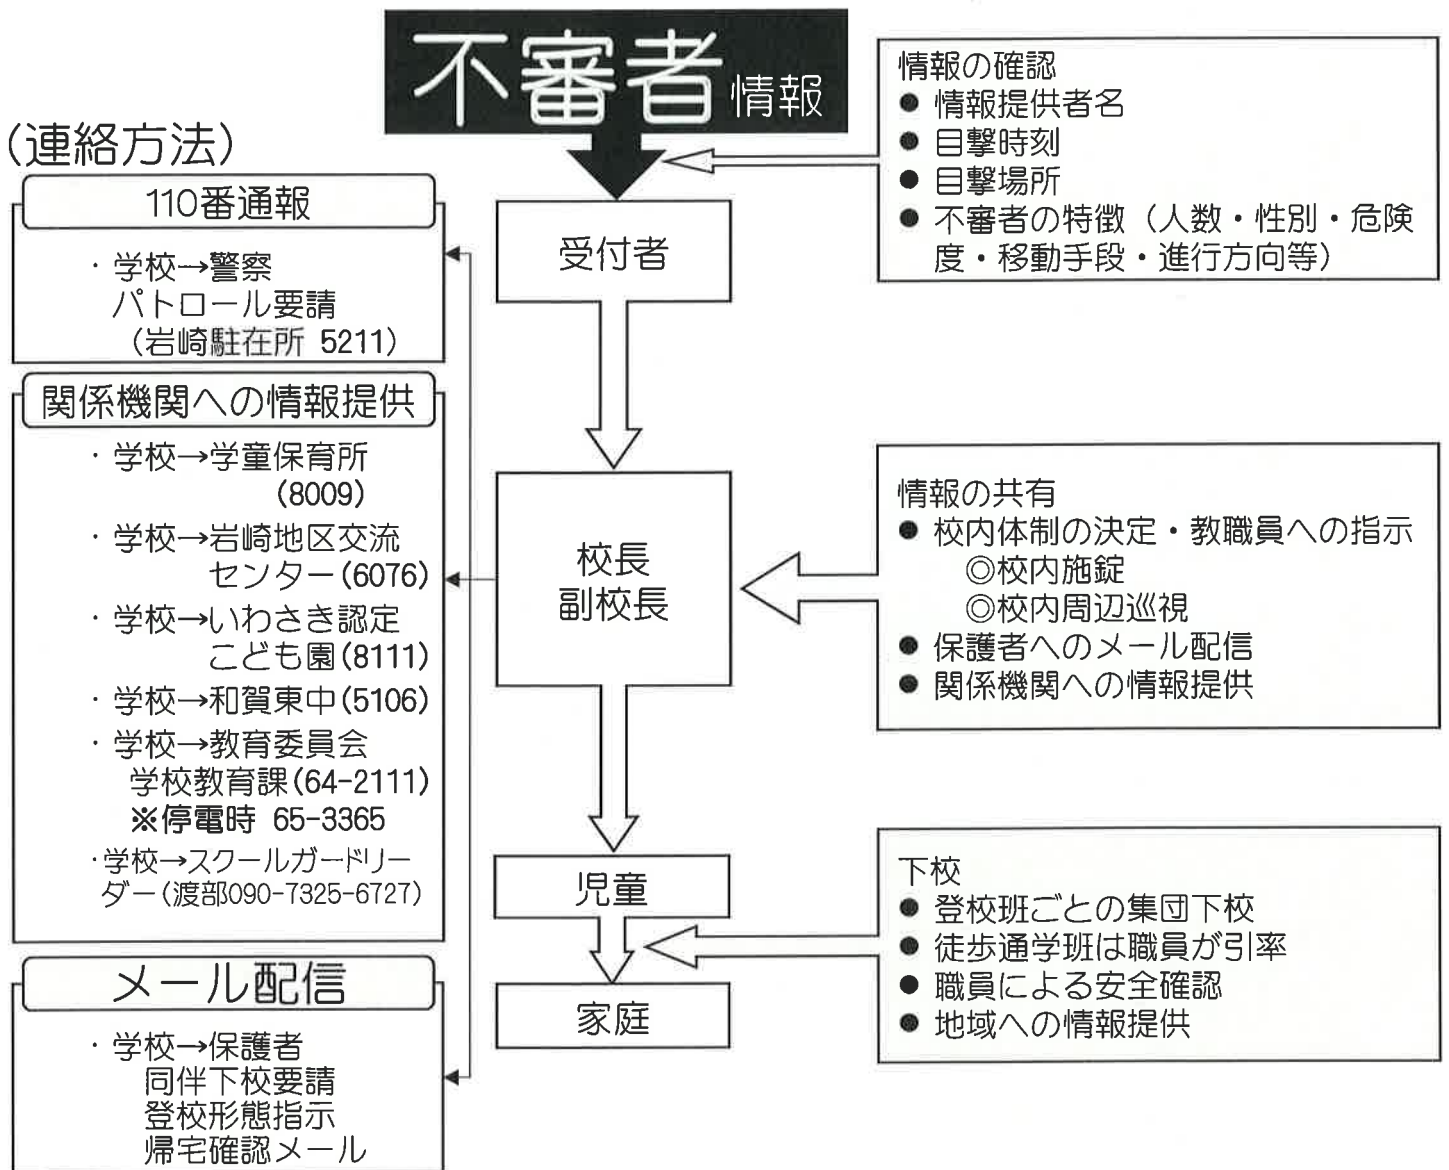 不審者情報
(連絡方法)
110番通報
・学校→警察
パトロール要請
(岩崎駐在所 5211)
関係機関への情報提供
・学校→学童保育所
(8009)
・学校→岩崎地区交流
センター(6076)
・学校→いわさき認定
こども園(8111)
・学校→和賀東中(5106)
・学校→教育委員会
学校教育課(64-2111)
※停電時 65-3365
・学校→スクールガードリー
ダー(渡部090-7325-6727)
メール配信
・学校→保護者
同伴下校要請
登校形態指示
帰宅確認メール
受付者
校長
副校長
児童
家庭
情報の確認
● 情報提供者名
● 目撃時刻
● 目撃場所
● 不審者の特徴(人数・性別・危険
度・移動手段・進行方向等)
情報の共有
● 校内体制の決定・教職員への指示
◎校内施錠
◎校内周辺巡視
● 保護者へのメール配信
● 関係機関への情報提供
下校
● 登校班ごとの集団下校
● 徒歩通学班は職員が引率
● 職員による安全確認
● 地域への情報提供